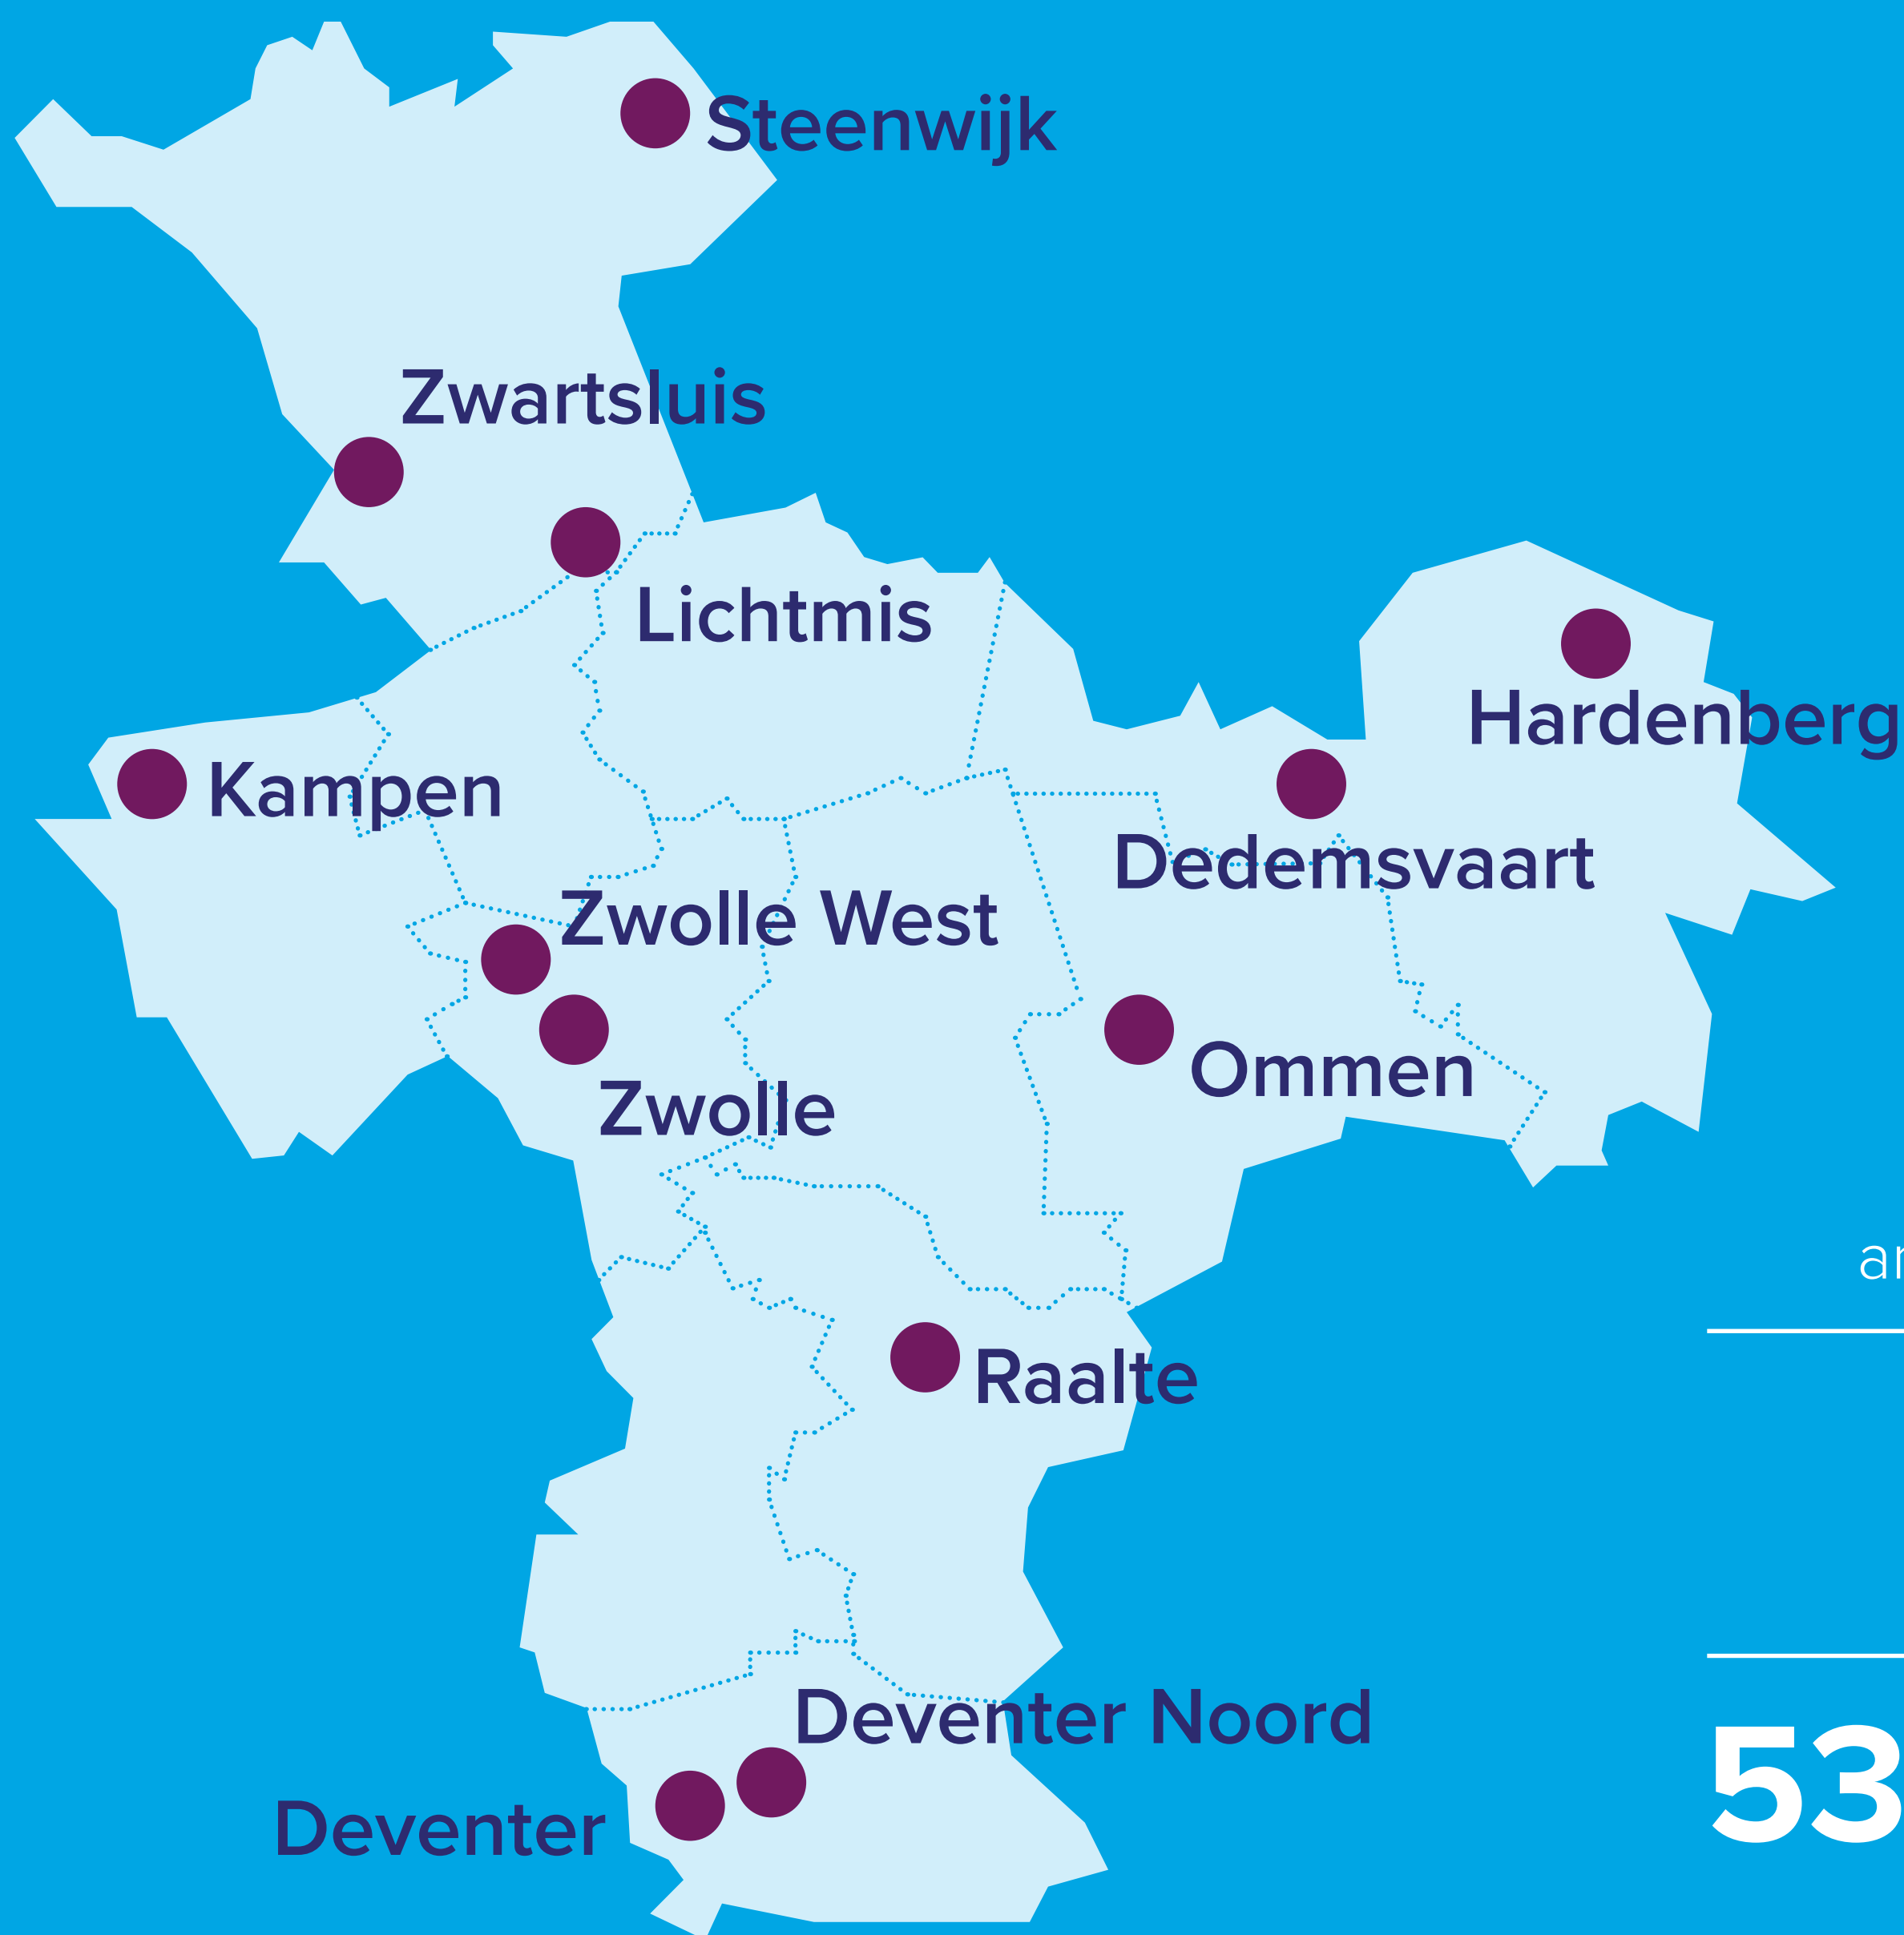 Steenwijk
Zwartsluis
Lichtmis
Hardenberg
Kampen
Dedemsvaart
Zwolle West
Ommen
Zwolle
Raalte
Deventer Noord
53
Deventer